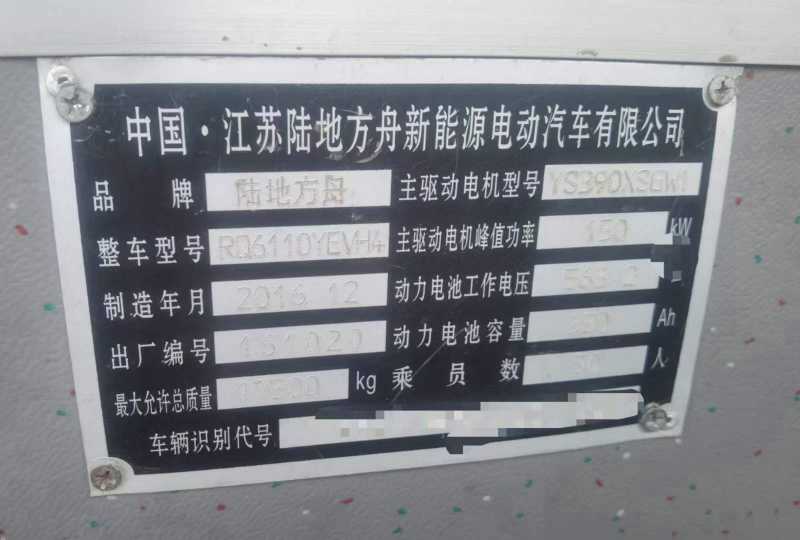 中国·江苏陆地方舟新能源电动汽车有限公司
品牌 陆地方舟 主驱动电机型号 YS390XSGW1
整车型号 RQ6110YEVH4 主驱动电机峰值功率 150 kW
制造年月 2016 12 动力电池工作电压
出厂编号 动力电池容量 Ah
最大允许总质量 kg 乘员数 人
车辆识别代号